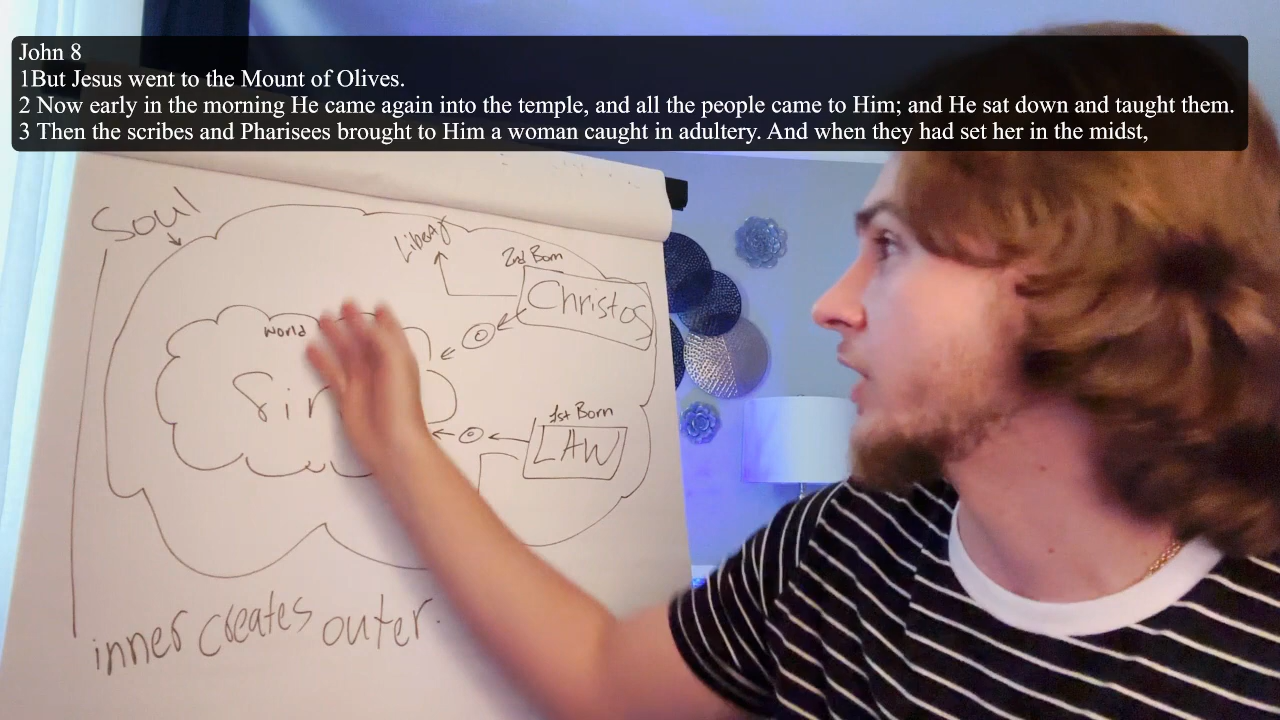 John 8
1But Jesus went to the Mount of Olives.
2 Now early in the morning He came again into the temple, and all the people came to Him; and He sat down and taught them.
3 Then the scribes and Pharisees brought to Him a woman caught in adultery. And when they had set her in the midst,
Soul
Liberty
2nd Born
Christos
World
Sin
1st Born
LAW
inner creates outer.